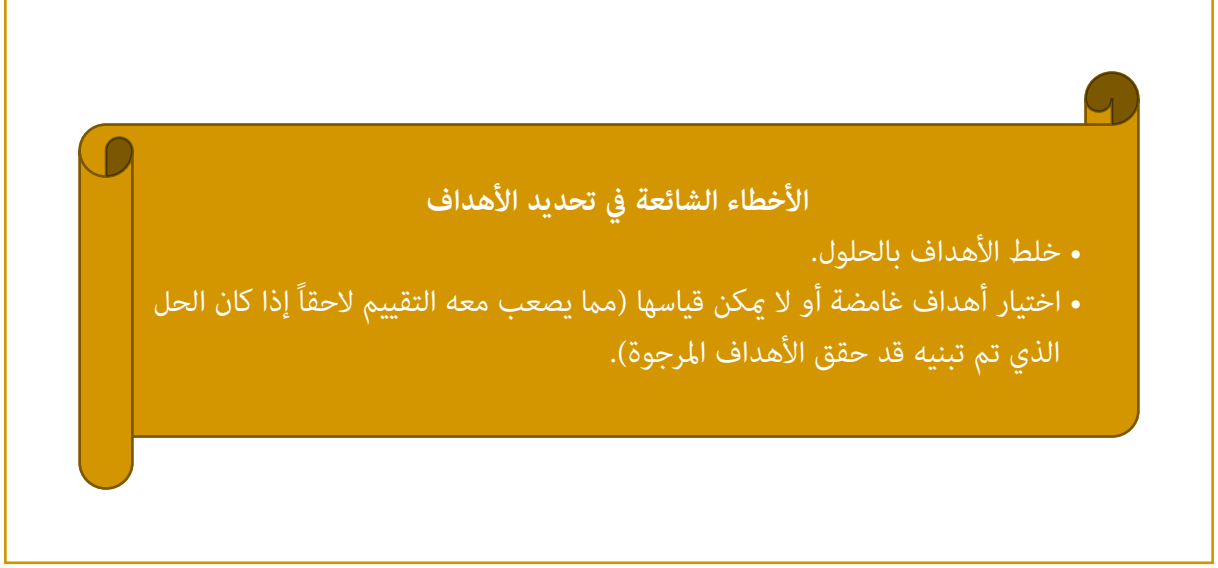 الأخطاء الشائعة في تحديد الأهداف
• خلط الأهداف بالحلول.
• اختيار أهداف غامضة أو لا يمكن قياسها (مما يصعب معه التقييم لاحقاً إذا كان الحل
الذي تم تبنيه قد حقق الأهداف المرجوة).